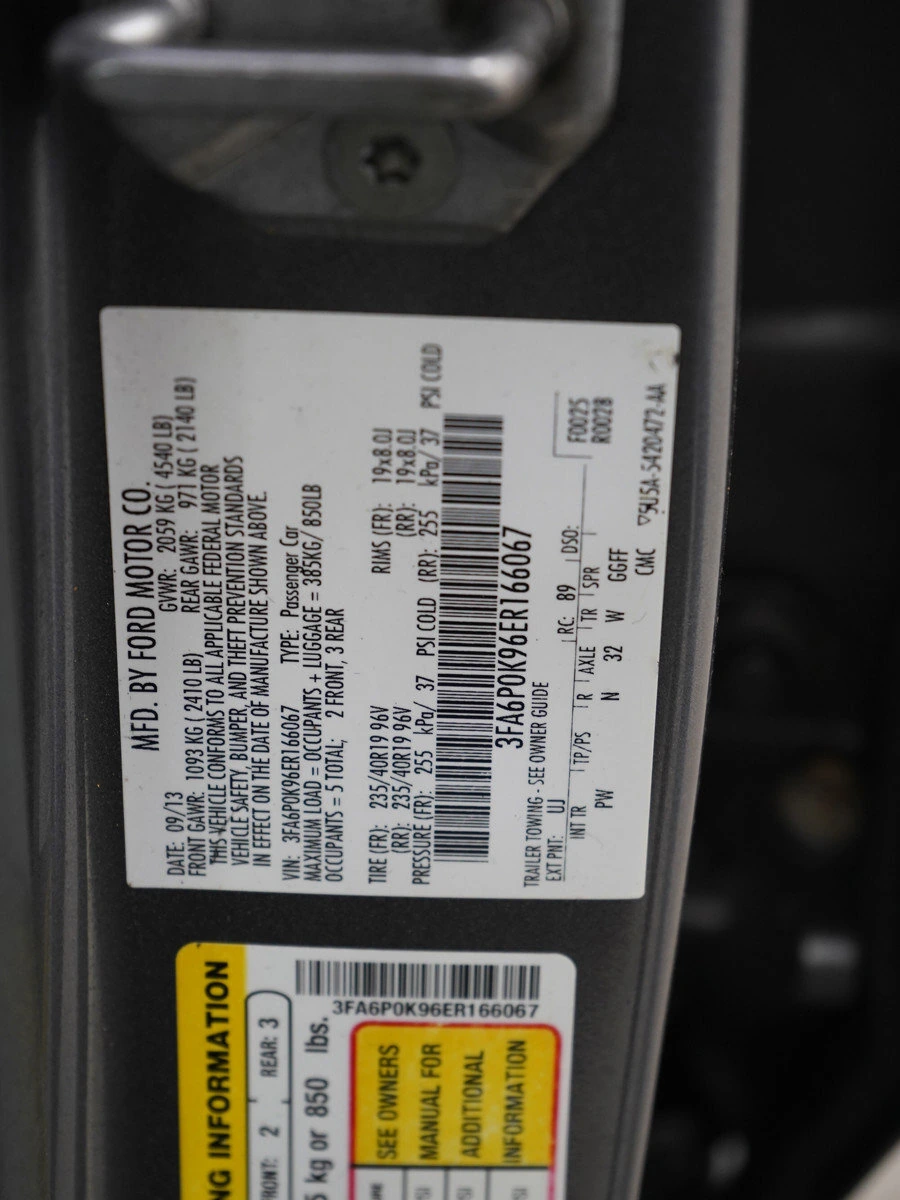 MFD. BY FORD MOTOR CO.
DATE: 09/13 GVWR: 2059 KG ( 4540 LB)
FRONT GAWR: 1093 KG ( 2410 LB) REAR GAWR: 971 KG ( 2140 LB)
THIS VEHICLE CONFORMS TO ALL APPLICABLE FEDERAL MOTOR
VEHICLE SAFETY, BUMPER, AND THEFT PREVENTION STANDARDS
IN EFFECT ON THE DATE OF MANUFACTURE SHOWN ABOVE.
VIN: 3FA6P0K96ER166067 TYPE: Passenger Car
MAXIMUM LOAD = OCCUPANTS + LUGGAGE = 385KG/ 850LB
OCCUPANTS = 5 TOTAL; 2 FRONT, 3 REAR
TIRE (FR): 235/40R19 96V RIMS (FR): 19x8.0J
(RR): 235/40R19 96V (RR): 19x8.0J
PRESSURE (FR): 255 kPa/ 37 PSI COLD (RR): 255 kPa/ 37 PSI COLD
3FA6P0K96ER166067
TRAILER TOWING - SEE OWNER GUIDE
EXT PNT: UJ RC: 89 DSO: F0025
R0028
INT TR TP/PS R AXLE TR SPR
PW N 32 W GGFF
CMC 5U5A-5420472-AA
NG INFORMATION
FRONT: 2 REAR: 3
5 kg or 850 lbs.
3FA6P0K96ER166067
SEE OWNERS
MANUAL FOR
ADDITIONAL
INFORMATION